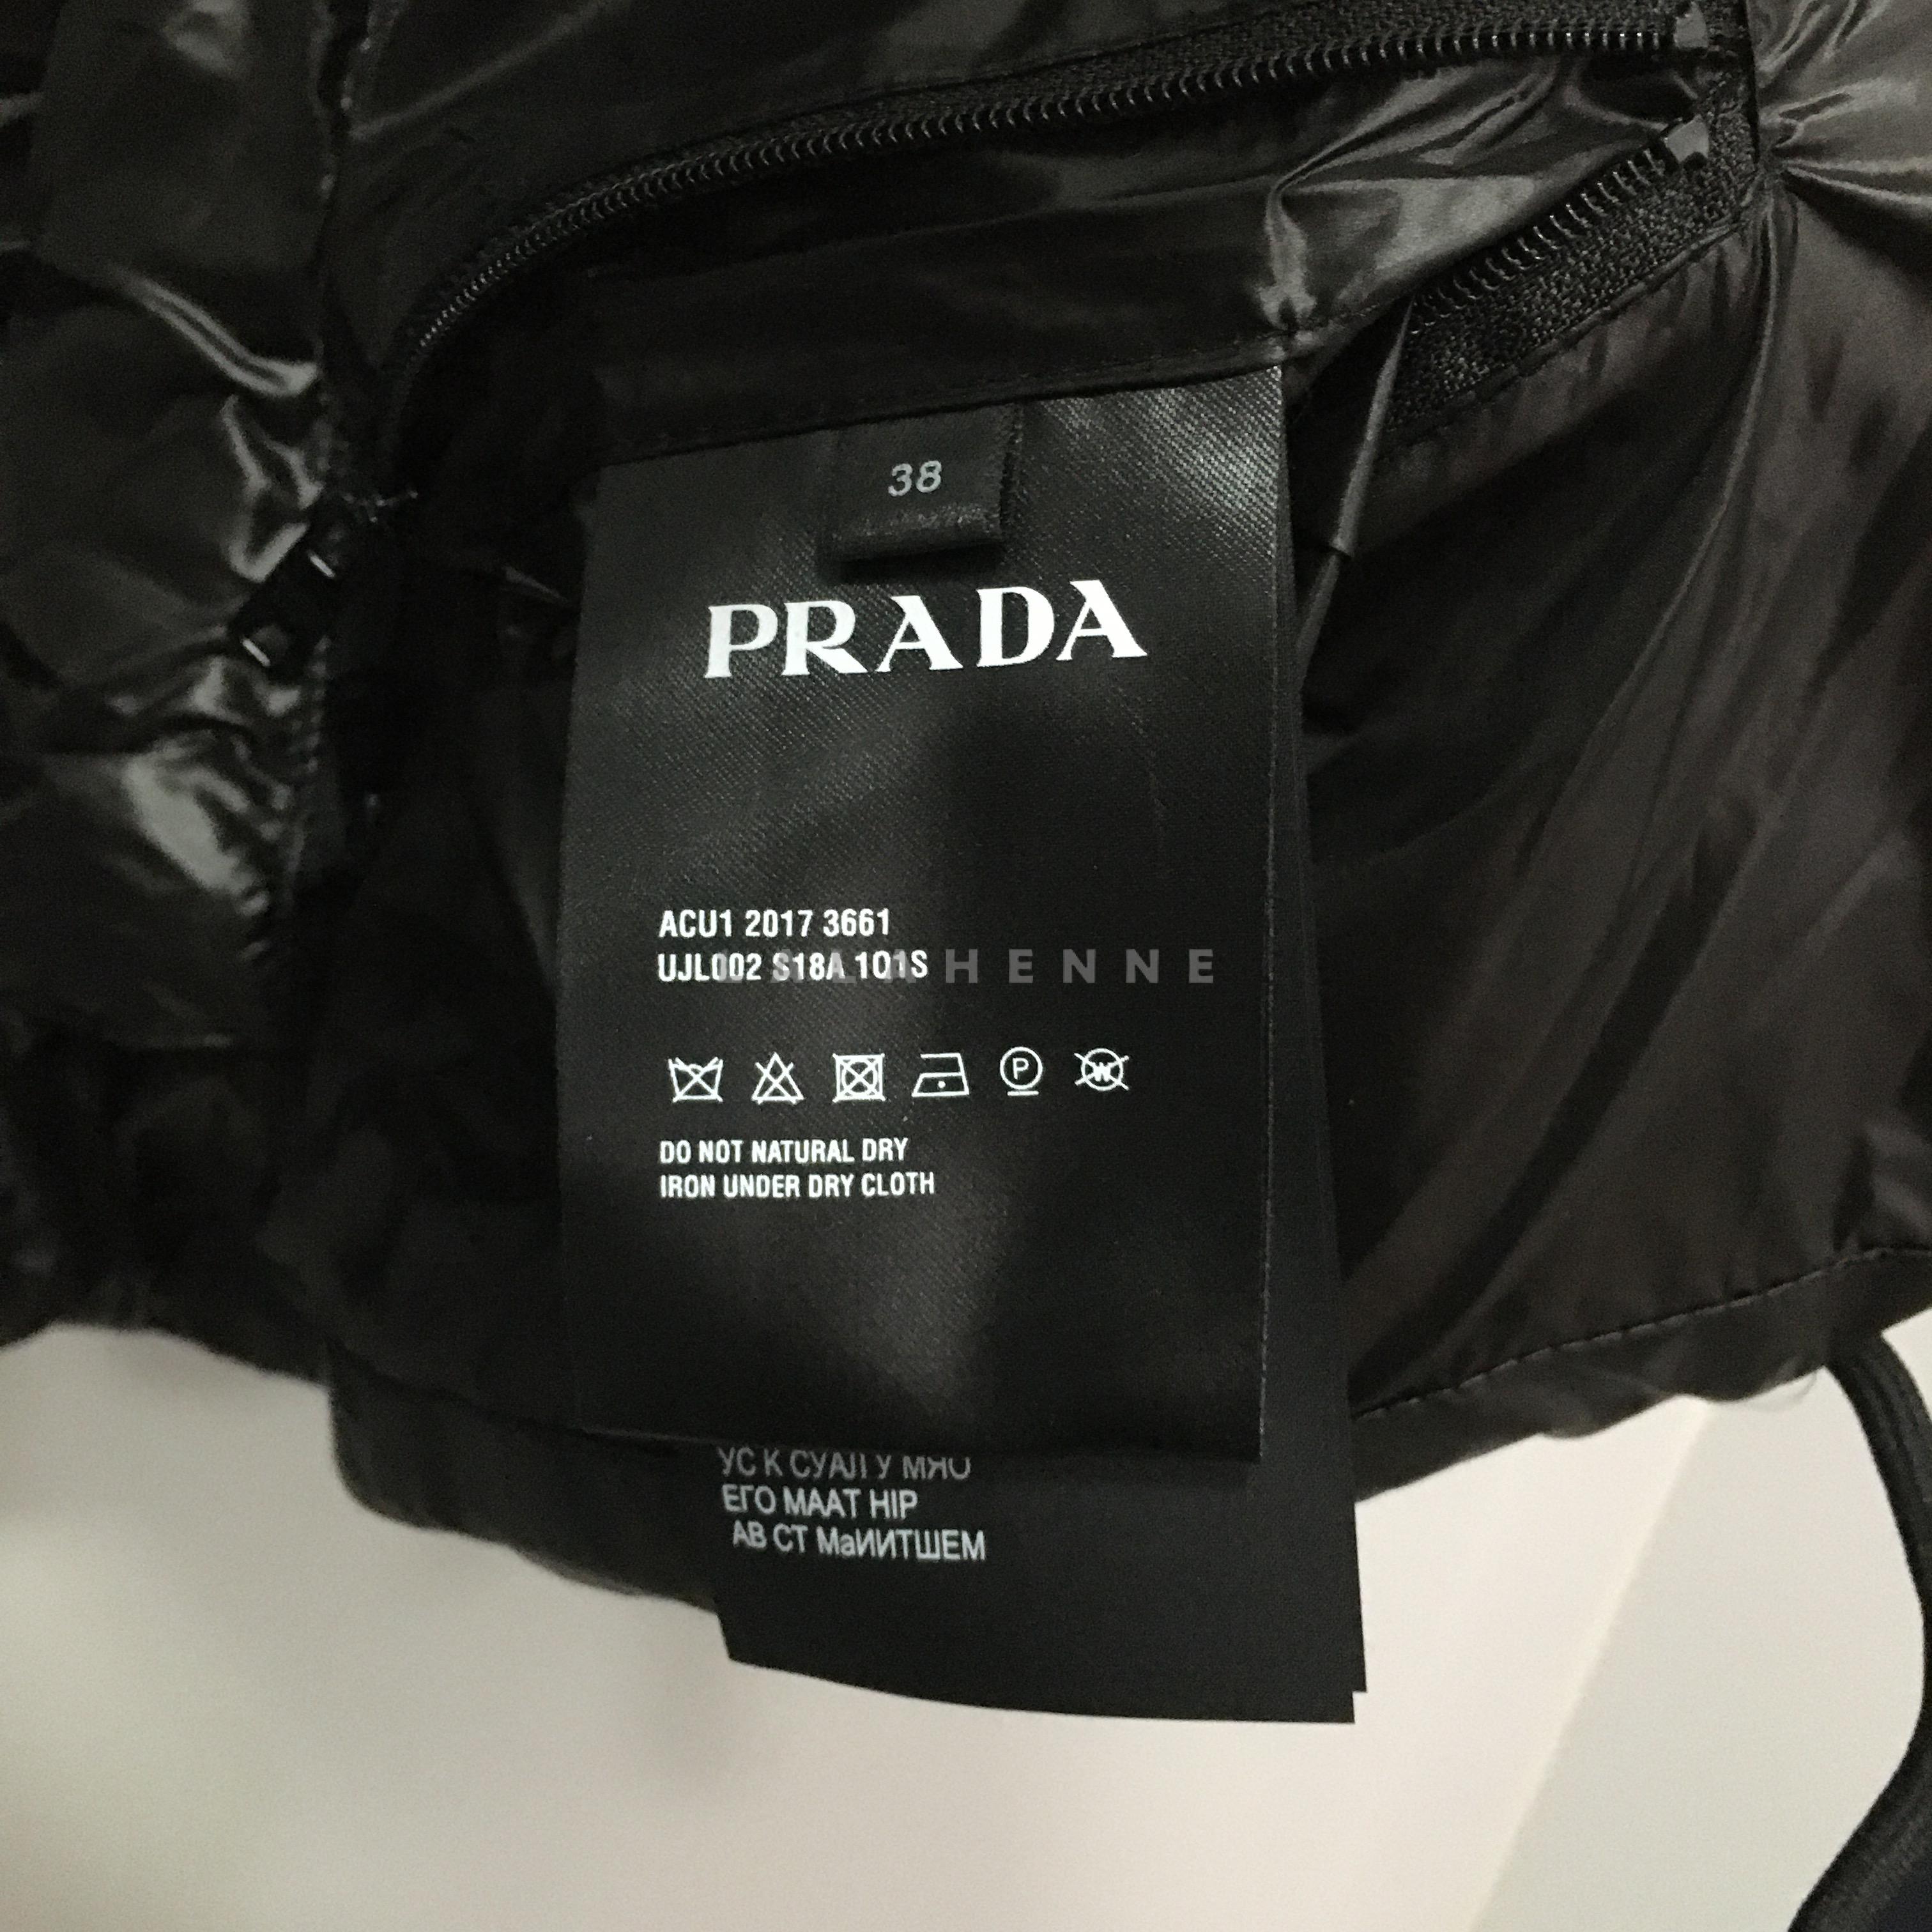 38
PRADA
ACU1 2017 3661
UJL002 S18A 101S
HENNE
P
W
DO NOT NATURAL DRY
IRON UNDER DRY CLOTH
УС К СУАЛ У МЯО
ЕГО МААТ НІР
АВ СТ МаИИТШЕМ